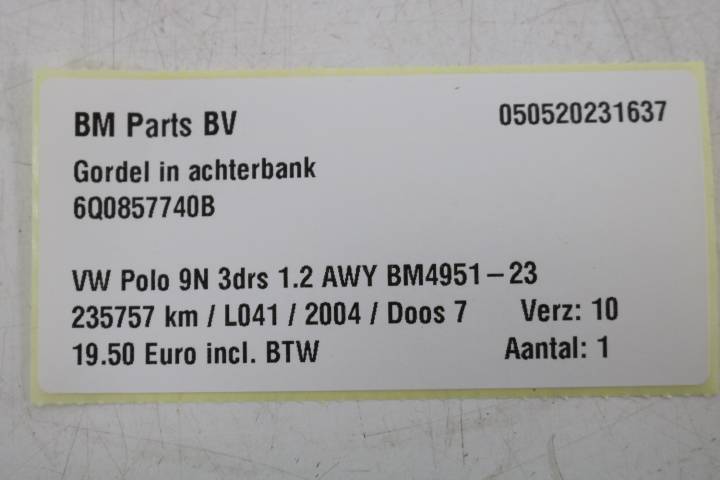 BM Parts BV 050520231637
Gordel in achterbank
6Q0857740B
VW Polo 9N 3drs 1.2 AWY BM4951-23
235757 km / L041 / 2004 / Doos 7 Verz: 10
19.50 Euro incl. BTW Aantal: 1